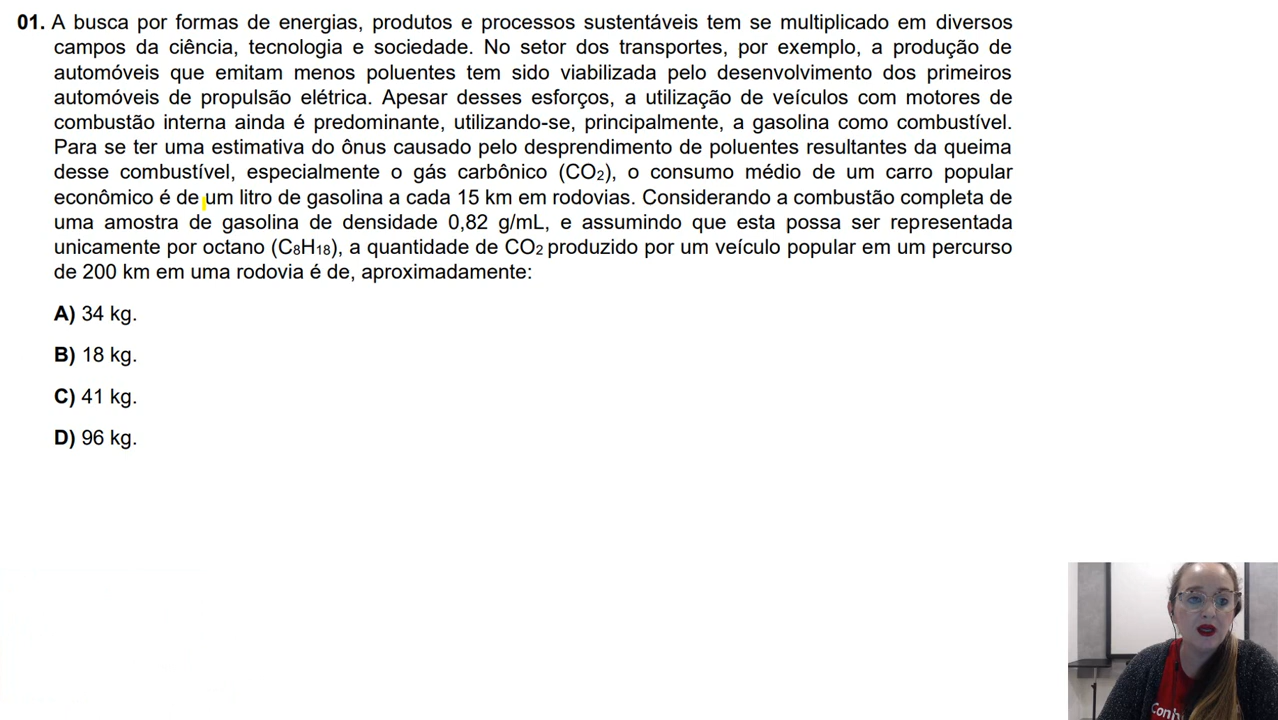 01. A busca por formas de energias, produtos e processos sustentáveis tem se multiplicado em diversos
campos da ciência, tecnologia e sociedade. No setor dos transportes, por exemplo, a produção de
automóveis que emitam menos poluentes tem sido viabilizada pelo desenvolvimento dos primeiros
automóveis de propulsão elétrica. Apesar desses esforços, a utilização de veículos com motores de
combustão interna ainda é predominante, utilizando-se, principalmente, a gasolina como combustível.
Para se ter uma estimativa do ônus causado pelo desprendimento de poluentes resultantes da queima
desse combustível, especialmente o gás carbônico (CO₂), o consumo médio de um carro popular
econômico é de um litro de gasolina a cada 15 km em rodovias. Considerando a combustão completa de
uma amostra de gasolina de densidade 0,82 g/mL, e assumindo que esta possa ser representada
unicamente por octano (C₈H₁₈), a quantidade de CO₂ produzido por um veículo popular em um percurso
de 200 km em uma rodovia é de, aproximadamente:
A) 34 kg.
B) 18 kg.
C) 41 kg.
D) 96 kg.